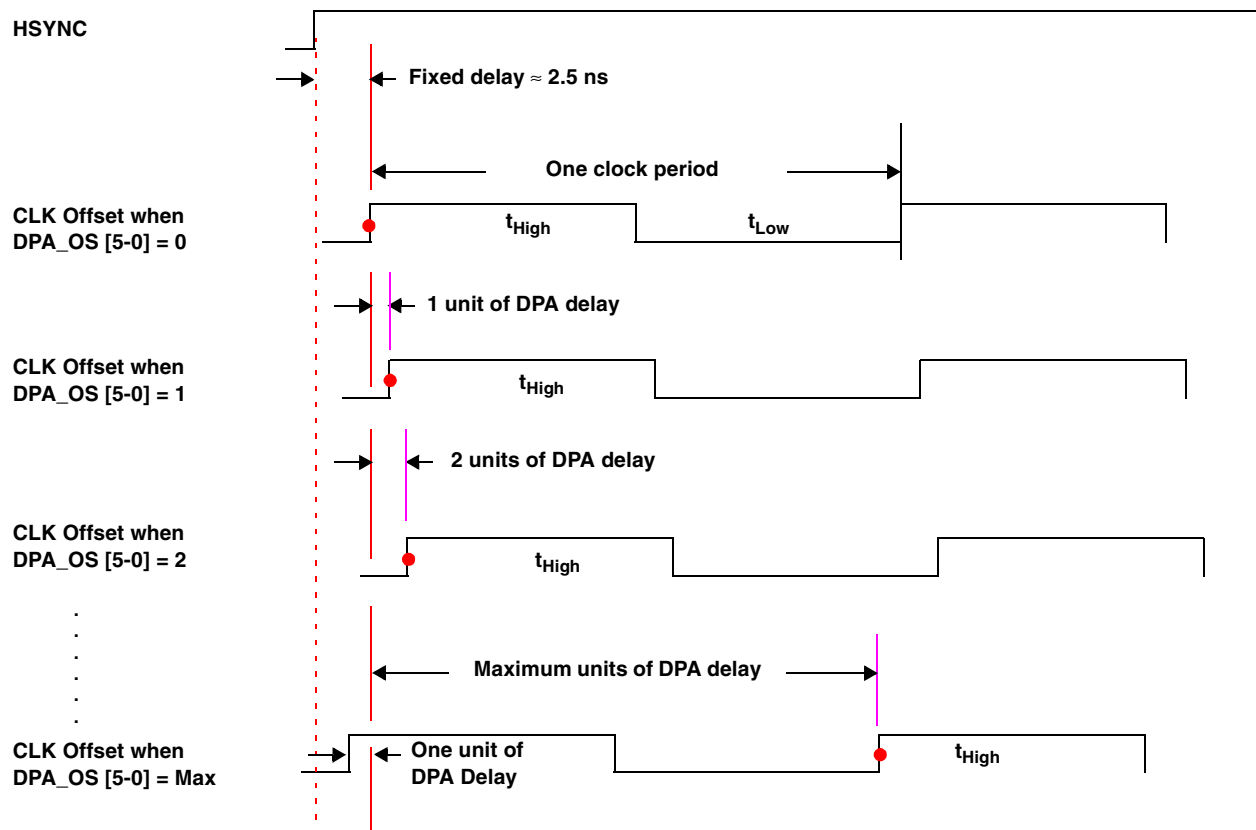 HSYNC
Fixed delay ≈ 2.5 ns
One clock period
CLK Offset when
DPA_OS [5-0] = 0
tHigh
tLow
1 unit of DPA delay
CLK Offset when
DPA_OS [5-0] = 1
tHigh
2 units of DPA delay
CLK Offset when
DPA_OS [5-0] = 2
tHigh
.
.
.
.
.
.
Maximum units of DPA delay
CLK Offset when
DPA_OS [5-0] = Max
One unit of
DPA Delay
tHigh